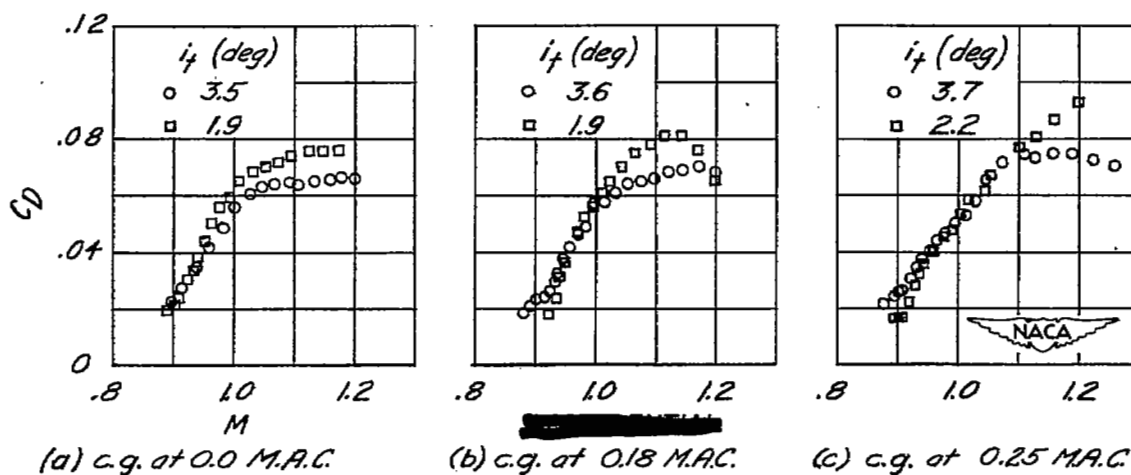 .12
.08
C_D
.04
0
i_t (deg)
○ 3.5
□ 1.9
.8 1.0 1.2
M
(a) c.g. at 0.0 M.A.C.
i_t (deg)
○ 3.6
□ 1.9
.8 1.0 1.2
(b) c.g. at 0.18 M.A.C.
i_t (deg)
○ 3.7
□ 2.2
NACA
.8 1.0 1.2
(c) c.g. at 0.25 M.A.C.